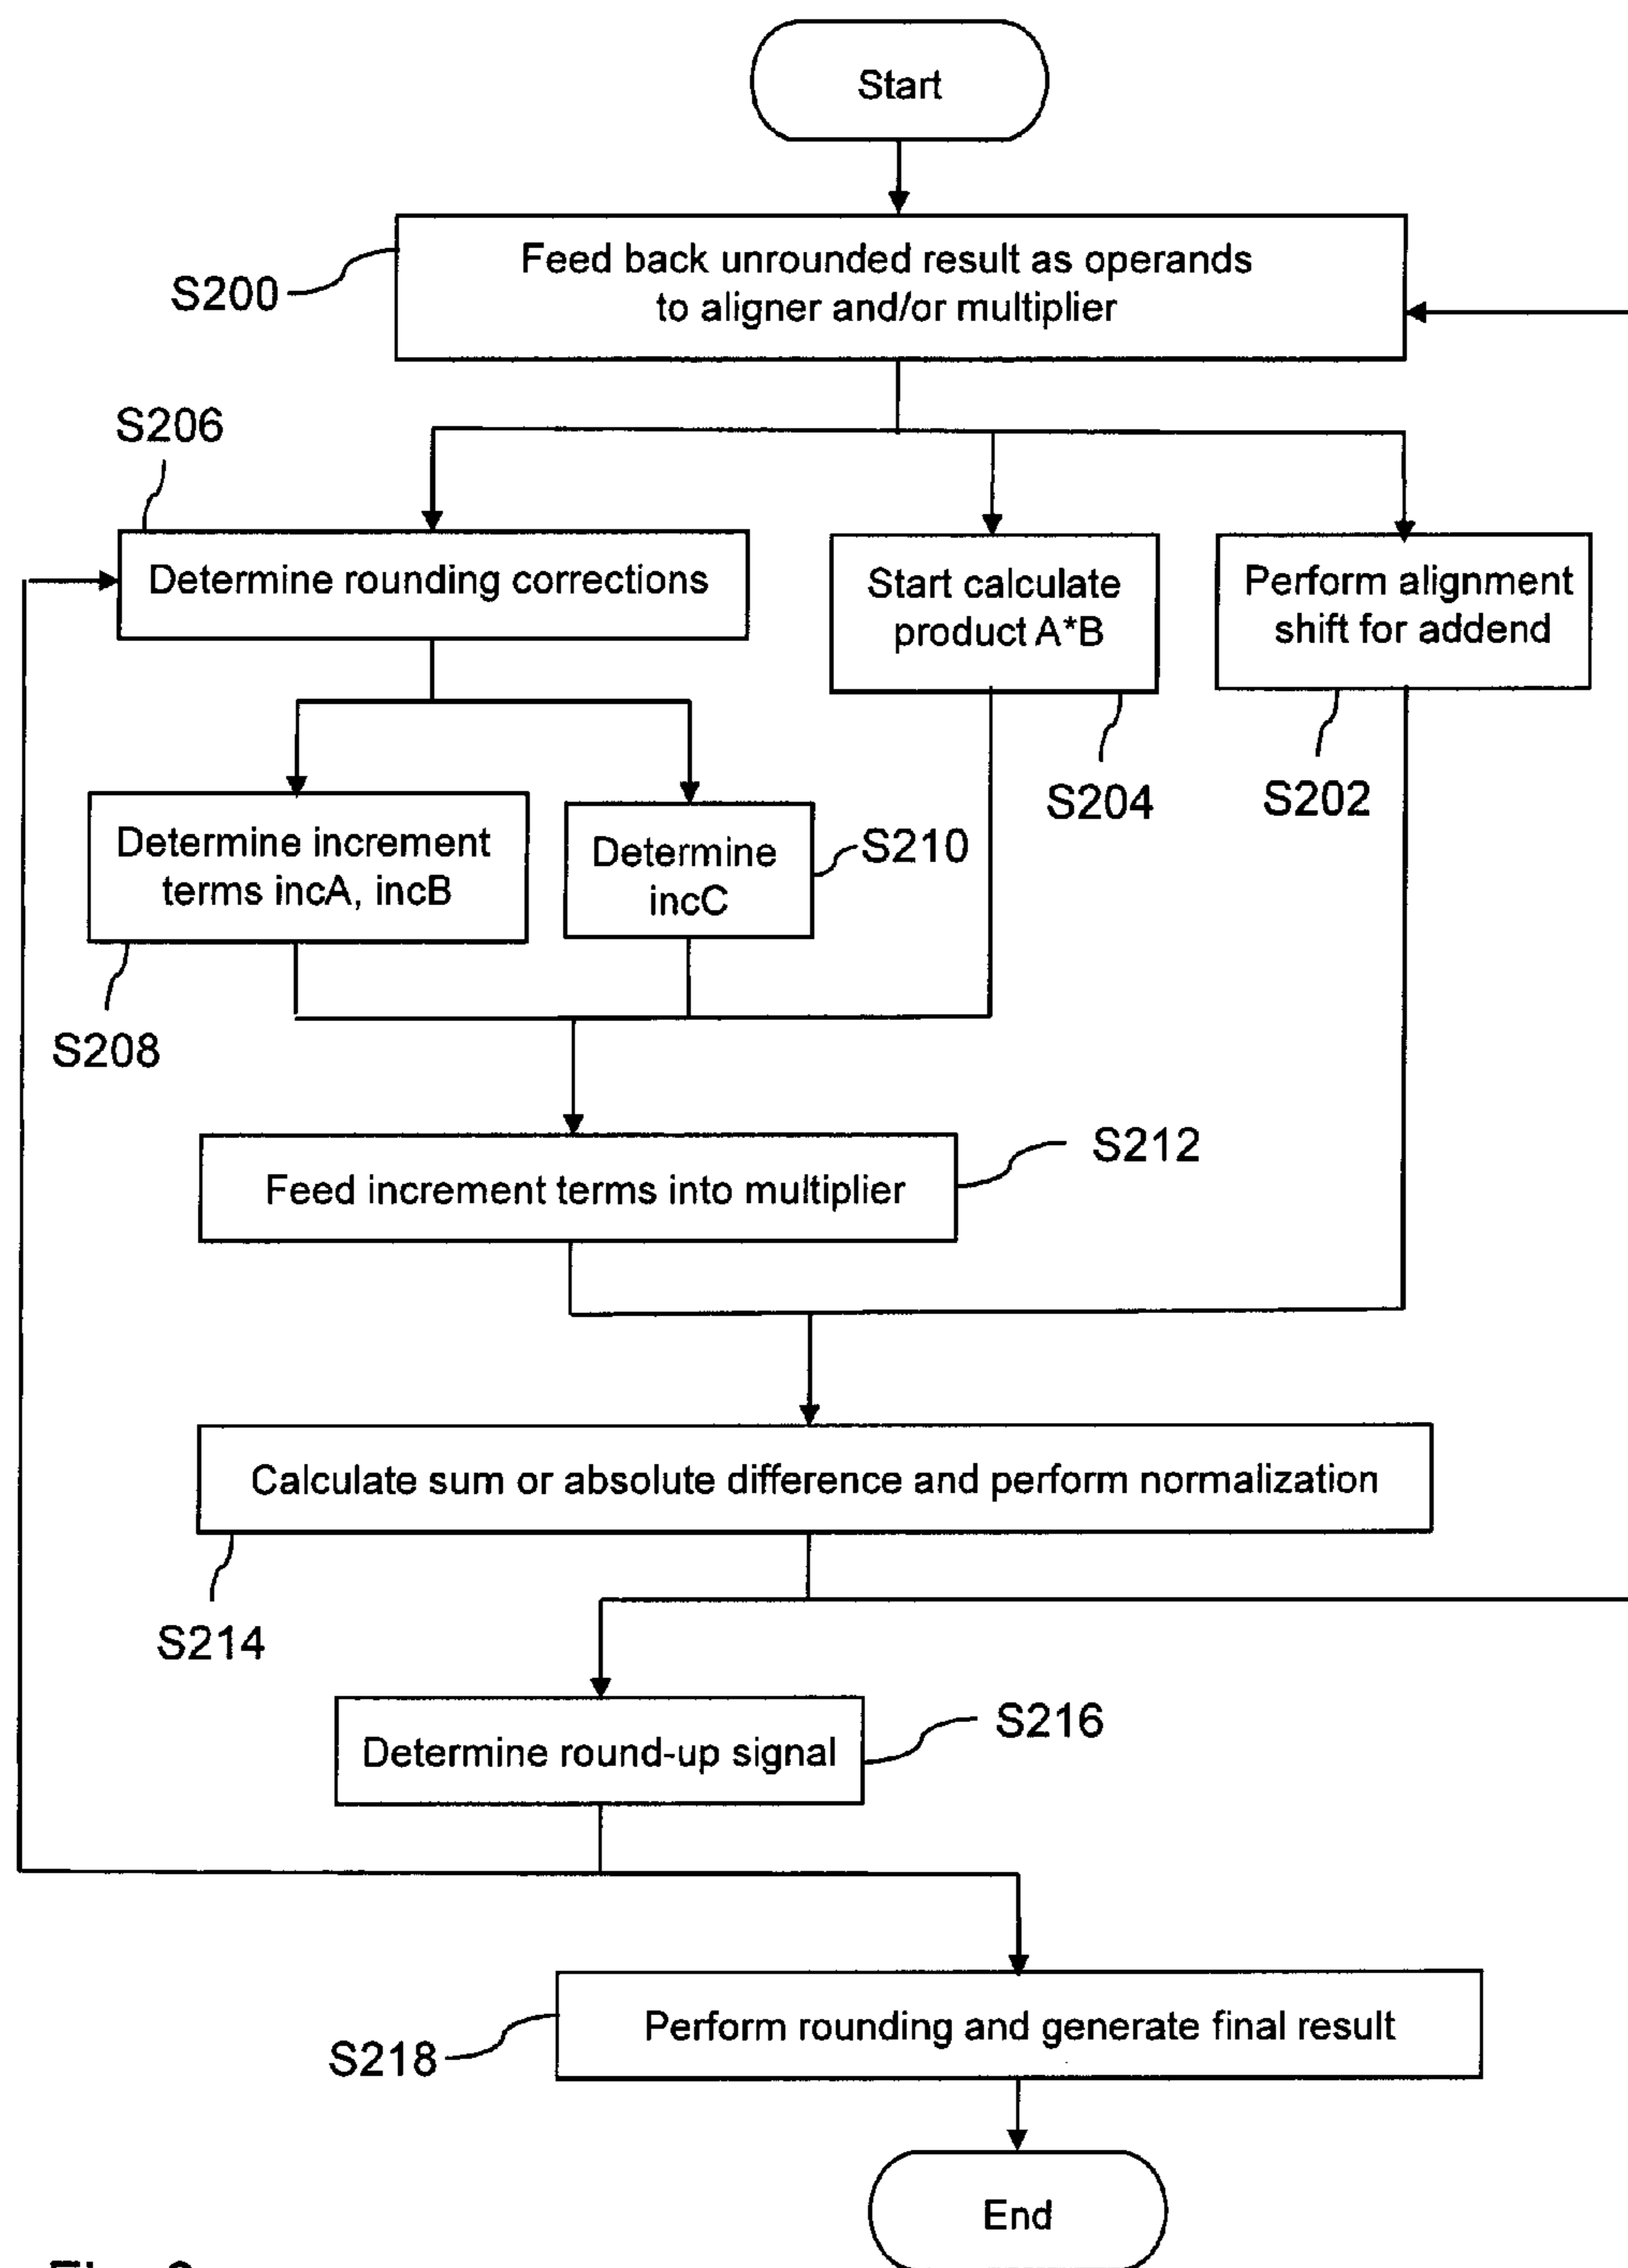 Start
Feed back unrounded result as operands
to aligner and/or multiplier
S200
S206
Determine rounding corrections
Start calculate
product A*B
Perform alignment
shift for addend
S204
S202
Determine increment
terms incA, incB
Determine
incC
S210
S208
Feed increment terms into multiplier
S212
Calculate sum or absolute difference and perform normalization
S214
Determine round-up signal
S216
Perform rounding and generate final result
S218
End